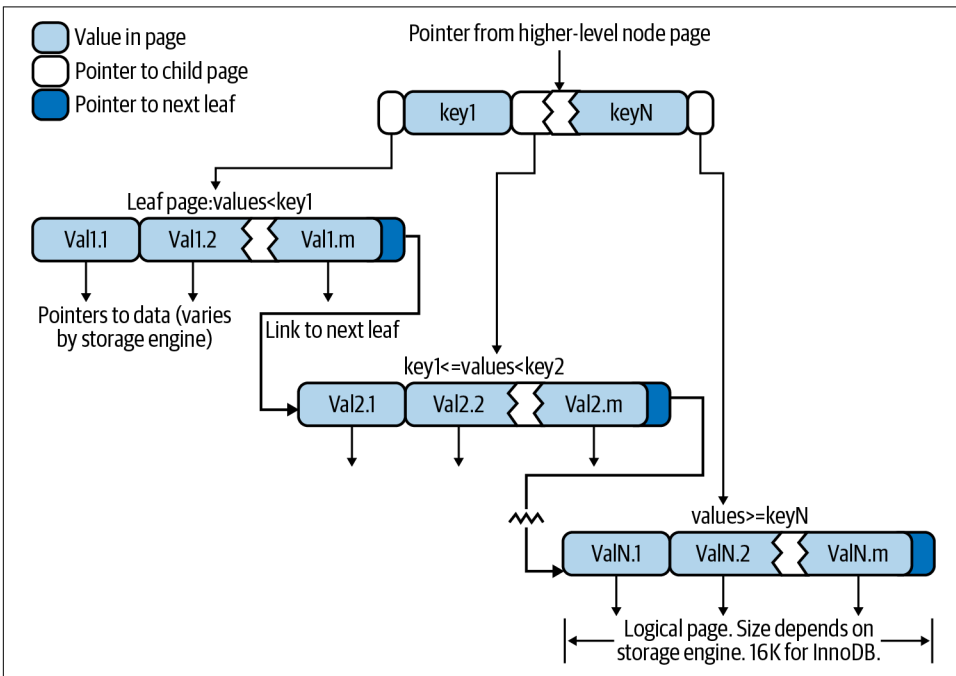 Value in page
Pointer to child page
Pointer to next leaf
Pointer from higher-level node page
key1
keyN
Leaf page:values<key1
Val1.1
Val1.2
Val1.m
Pointers to data (varies
by storage engine)
Link to next leaf
key1<=values<key2
Val2.1
Val2.2
Val2.m
values>=keyN
ValN.1
ValN.2
ValN.m
Logical page. Size depends on
storage engine. 16K for InnoDB.